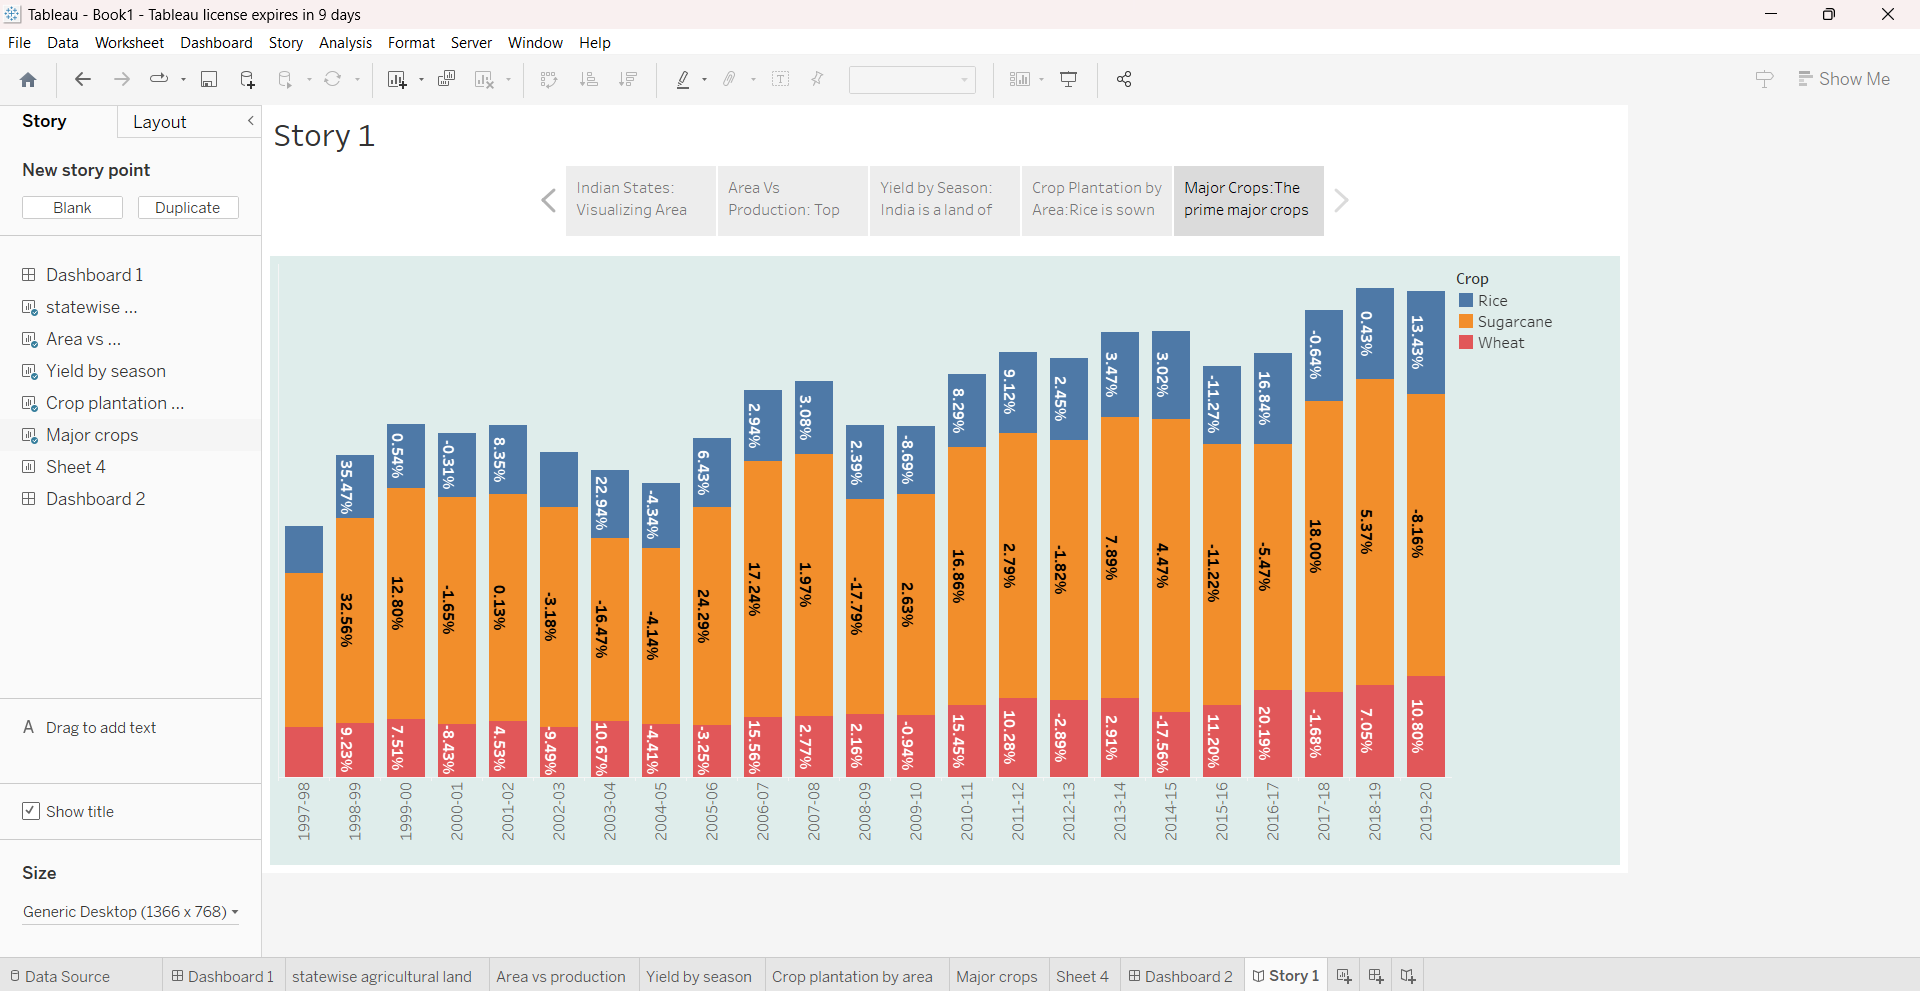 Tableau - Book1 - Tableau license expires in 9 days
File Data Worksheet Dashboard Story Analysis Format Server Window Help
Show Me
Story Layout
New story point
Blank Duplicate
Dashboard 1
statewise ...
Area vs ...
Yield by season
Crop plantation ...
Major crops
Sheet 4
Dashboard 2
A Drag to add text
Show title
Size
Generic Desktop (1366 x 768)
Story 1
Indian States:
Visualizing Area
Area Vs
Production: Top
Yield by Season:
India is a land of
Crop Plantation by
Area:Rice is sown
Major Crops:The
prime major crops
Crop
Rice
Sugarcane
Wheat
35.47%
32.56%
9.23%
0.54%
12.80%
7.51%
-0.31%
-1.65%
-8.43%
8.35%
0.13%
4.53%
-3.18%
-9.49%
22.94%
-16.47%
10.67%
-4.34%
-4.14%
-4.41%
6.43%
24.29%
-3.25%
2.94%
17.24%
15.56%
3.08%
1.97%
2.77%
2.39%
-17.79%
2.16%
-8.69%
2.63%
-0.94%
8.29%
16.86%
15.45%
9.12%
2.79%
10.28%
2.45%
-1.82%
-2.89%
3.47%
7.89%
2.91%
3.02%
4.47%
-17.56%
-11.27%
-11.22%
11.20%
16.84%
-5.47%
20.19%
-0.64%
18.00%
-1.68%
0.43%
5.37%
7.05%
13.43%
-8.16%
10.80%
1997-98
1998-99
1999-00
2000-01
2001-02
2002-03
2003-04
2004-05
2005-06
2006-07
2007-08
2008-09
2009-10
2010-11
2011-12
2012-13
2013-14
2014-15
2015-16
2016-17
2017-18
2018-19
2019-20
Data Source Dashboard 1 statewise agricultural land Area vs production Yield by season Crop plantation by area Major crops Sheet 4 Dashboard 2 Story 1